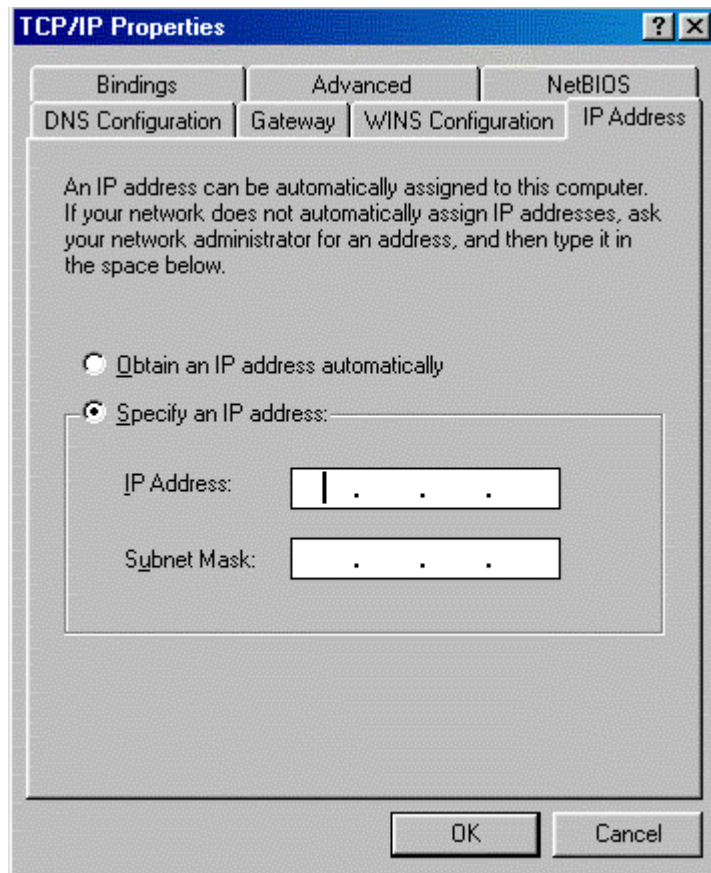 TCP/IP Properties
Bindings Advanced NetBIOS
DNS Configuration Gateway WINS Configuration IP Address
An IP address can be automatically assigned to this computer.
If your network does not automatically assign IP addresses, ask
your network administrator for an address, and then type it in
the space below.
Obtain an IP address automatically
Specify an IP address:
IP Address: . . .
Subnet Mask: . . .
OK Cancel